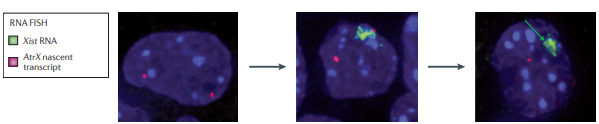 RNA FISH
Xist RNA
AtrX nascent
transcript